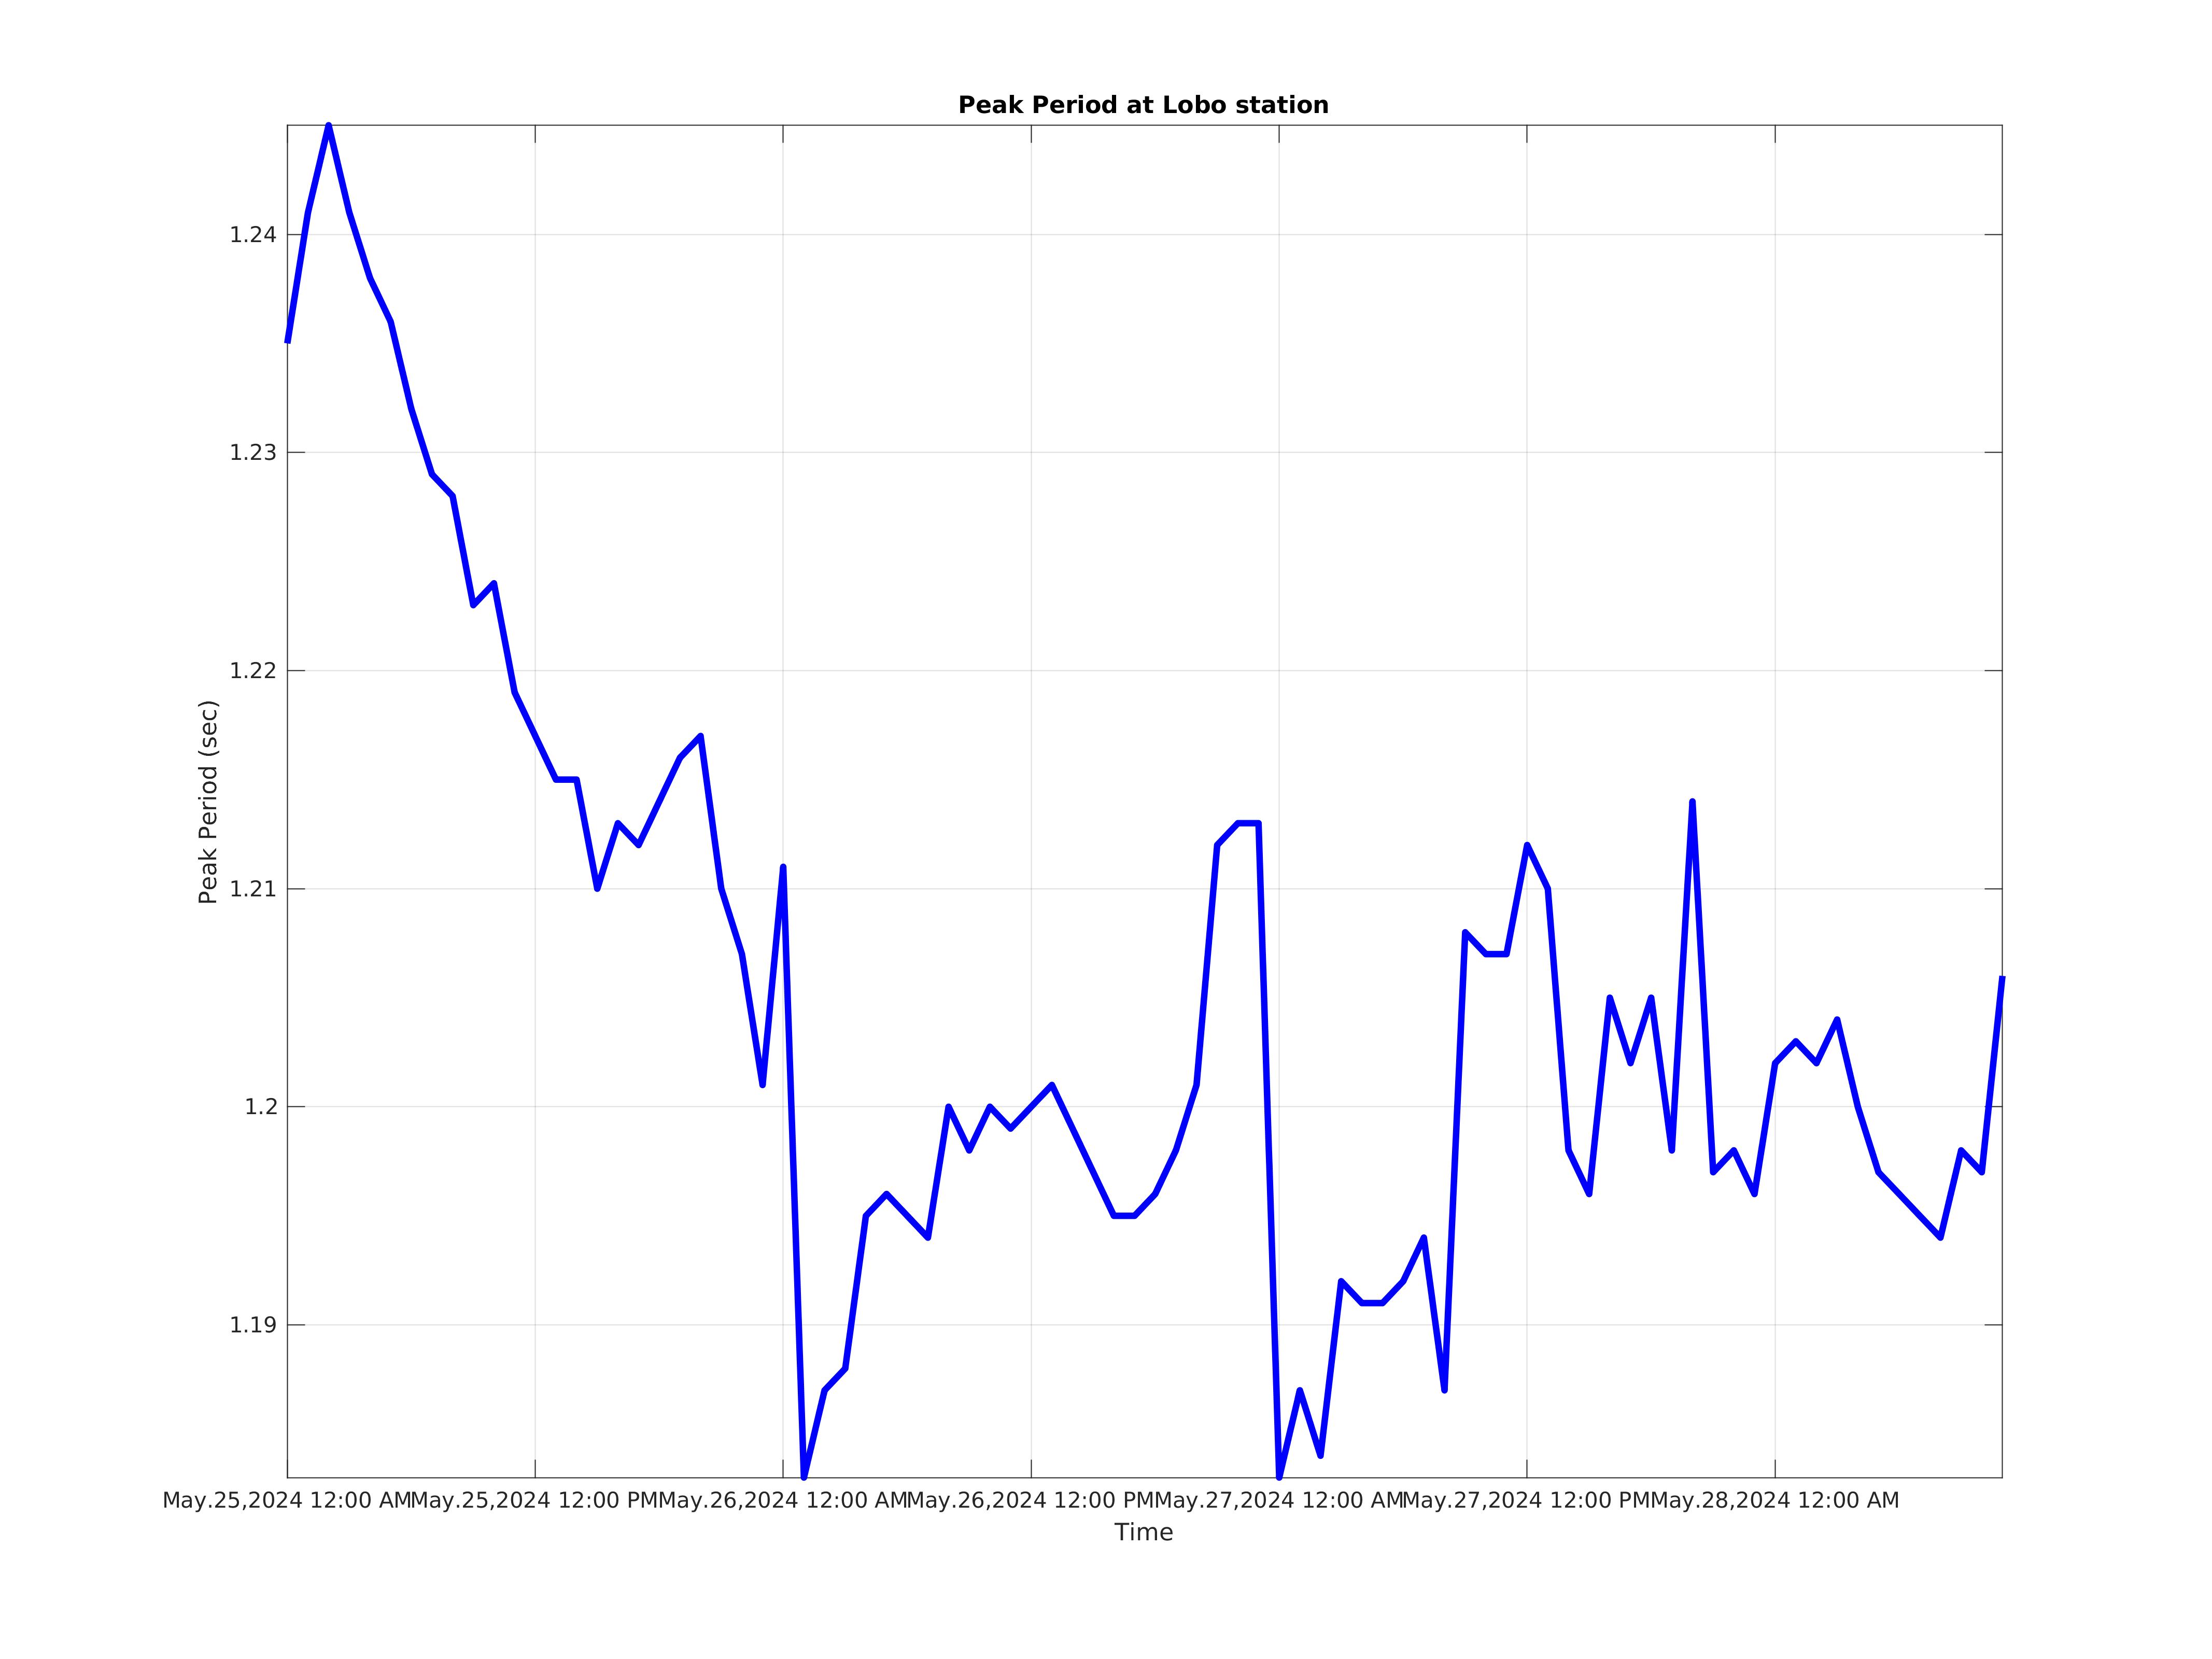 Peak Period at Lobo station
1.24
1.23
1.22
1.21
1.2
1.19
Peak Period (sec)
May.25,2024 12:00 AM May.25,2024 12:00 PM May.26,2024 12:00 AM May.26,2024 12:00 PM May.27,2024 12:00 AM May.27,2024 12:00 PM May.28,2024 12:00 AM
Time